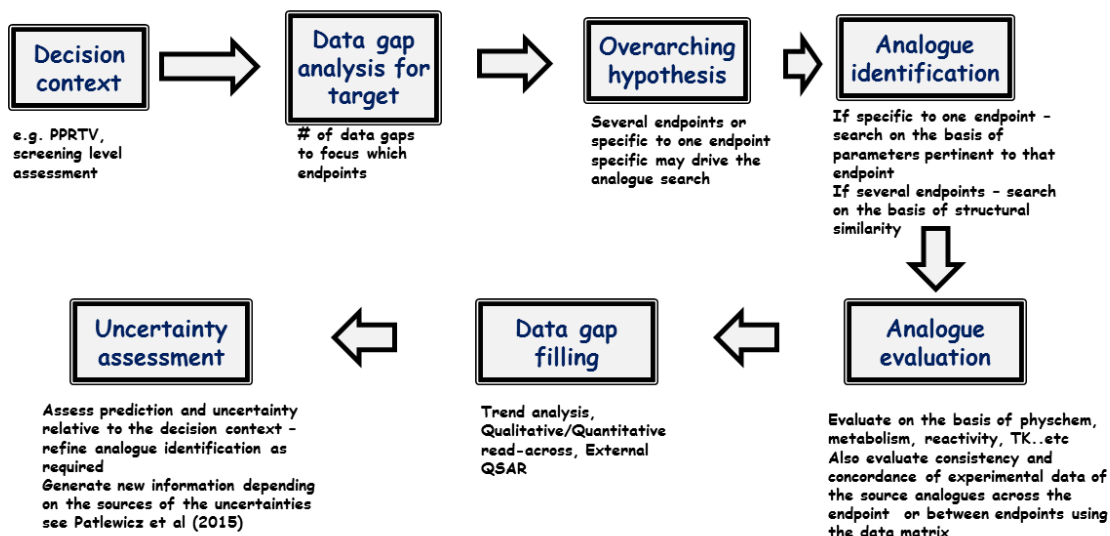 Decision
context
e.g. PPRTV,
screening level
assessment
Data gap
analysis for
target
# of data gaps
to focus which
endpoints
Overarching
hypothesis
Several endpoints or
specific to one endpoint
specific may drive the
analogue search
Analogue
identification
If specific to one endpoint –
search on the basis of
parameters pertinent to that
endpoint
If several endpoints – search
on the basis of structural
similarity
Analogue
evaluation
Evaluate on the basis of physchem,
metabolism, reactivity, TK..etc
Also evaluate consistency and
concordance of experimental data of
the source analogues across the
endpoint or between endpoints using
the data matrix
Data gap
filling
Trend analysis,
Qualitative/Quantitative
read-across, External
QSAR
Uncertainty
assessment
Assess prediction and uncertainty
relative to the decision context –
refine analogue identification as
required
Generate new information depending
on the sources of the uncertainties
see Patlewicz et al (2015)